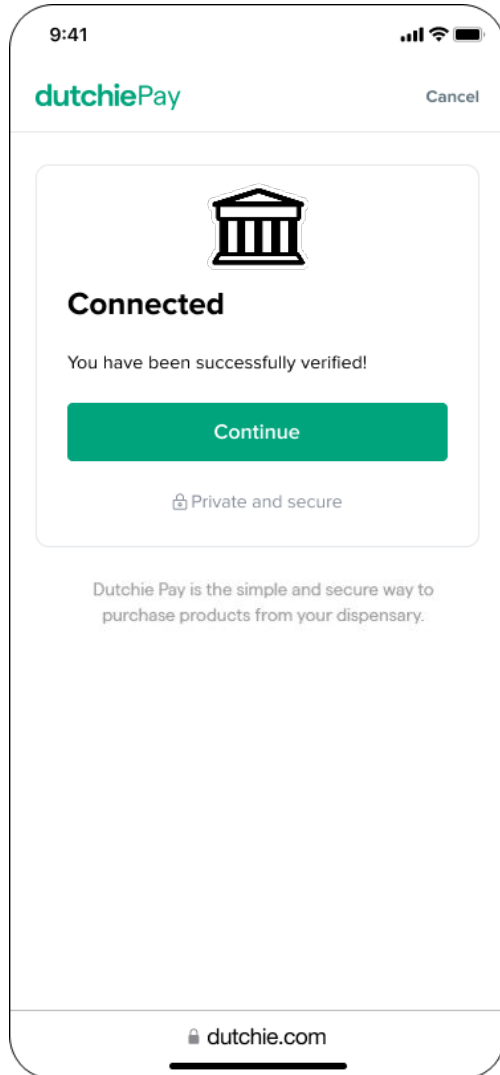 9:41
dutchiePay
Cancel
Connected
You have been successfully verified!
Continue
Private and secure
Dutchie Pay is the simple and secure way to
purchase products from your dispensary.
dutchie.com